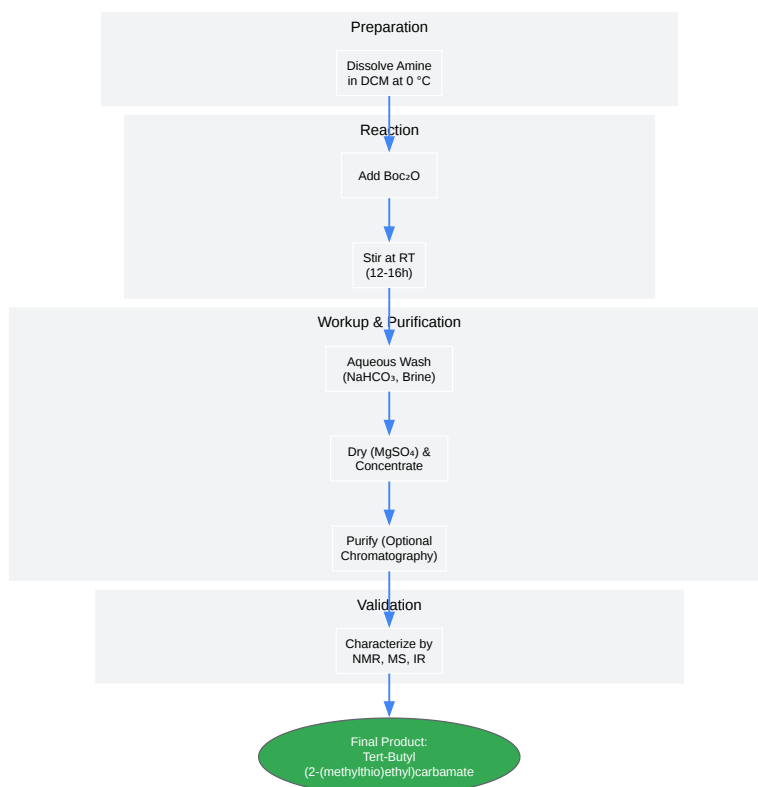 Preparation
Dissolve Amine
in DCM at 0 °C
Reaction
Add Boc₂O
Stir at RT
(12-16h)
Workup & Purification
Aqueous Wash
(NaHCO₃, Brine)
Dry (MgSO₄) &
Concentrate
Purify (Optional
Chromatography)
Validation
Characterize by
NMR, MS, IR
Final Product:
Tert-Butyl
(2-(methylthio)ethyl)carbamate